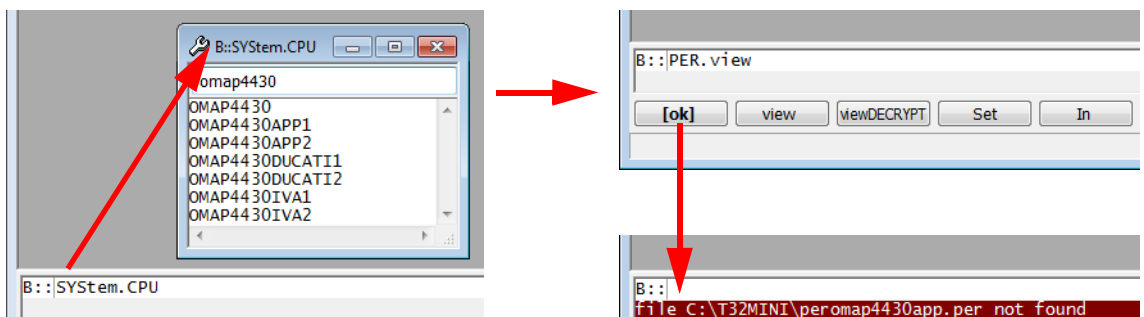 B::SYStem.CPU
omap4430
OMAP4430
OMAP4430APP1
OMAP4430APP2
OMAP4430DUCATI1
OMAP4430DUCATI2
OMAP4430IVA1
OMAP4430IVA2
B::SYStem.CPU
B::PER.view
[ok] view viewDECRYPT Set In
B::
file C:\T32MINI\peromap4430app.per not found